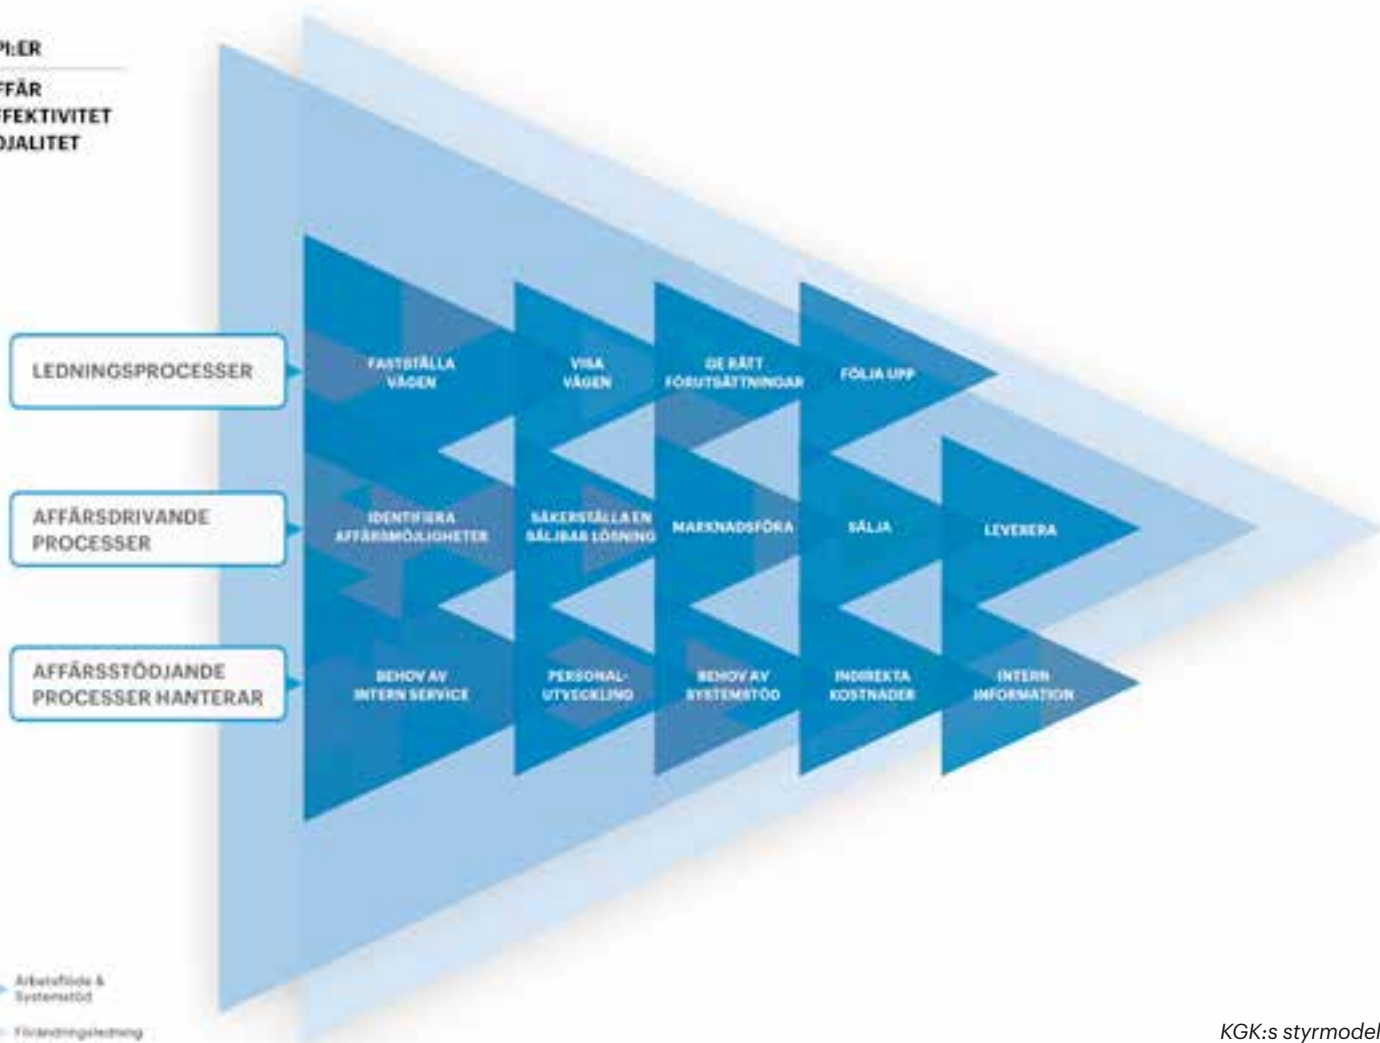 PI:ER
FFÄR
FFEKTIVITET
OJALITET
LEDNINGSPROCESSER
FASTSTÄLLA
VÄGEN
VISA
VÄGEN
GE RÄTT
FÖRUTSÄTTNINGAR
FÖLJA UPP
AFFÄRSDRIVANDE
PROCESSER
IDENTIFIERA
AFFÄRSMÖJLIGHETER
SÄKERSTÄLLA EN
SÄLJBAR LÖSNING
MARKNADSFÖRA
SÄLJA
LEVERERA
AFFÄRSSTÖDJANDE
PROCESSER HANTERAR
BEHOV AV
INTERN SERVICE
PERSONAL-
UTVECKLING
BEHOV AV
SYSTEMSTÖD
INDIREKTA
KOSTNADER
INTERN
INFORMATION
Arbetsflöde &
Systemstöd
Förändringsledning
KGK:s styrmodel